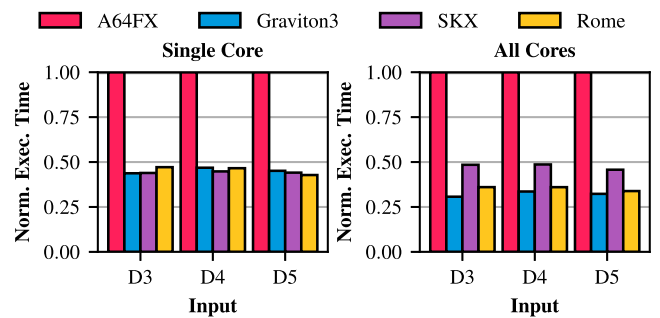 A64FX Graviton3 SKX Rome
Single Core
Norm. Exec. Time
1.00
0.75
0.50
0.25
0.00
D3 D4 D5
Input
All Cores
Norm. Exec. Time
1.00
0.75
0.50
0.25
0.00
D3 D4 D5
Input